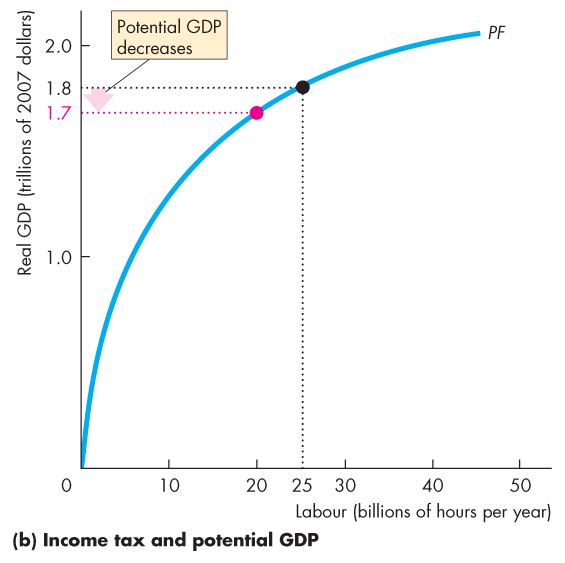 Potential GDP
decreases
PF
Real GDP (trillions of 2007 dollars)
2.0
1.8
1.7
1.0
0
10
20
25
30
40
50
Labour (billions of hours per year)
(b) Income tax and potential GDP